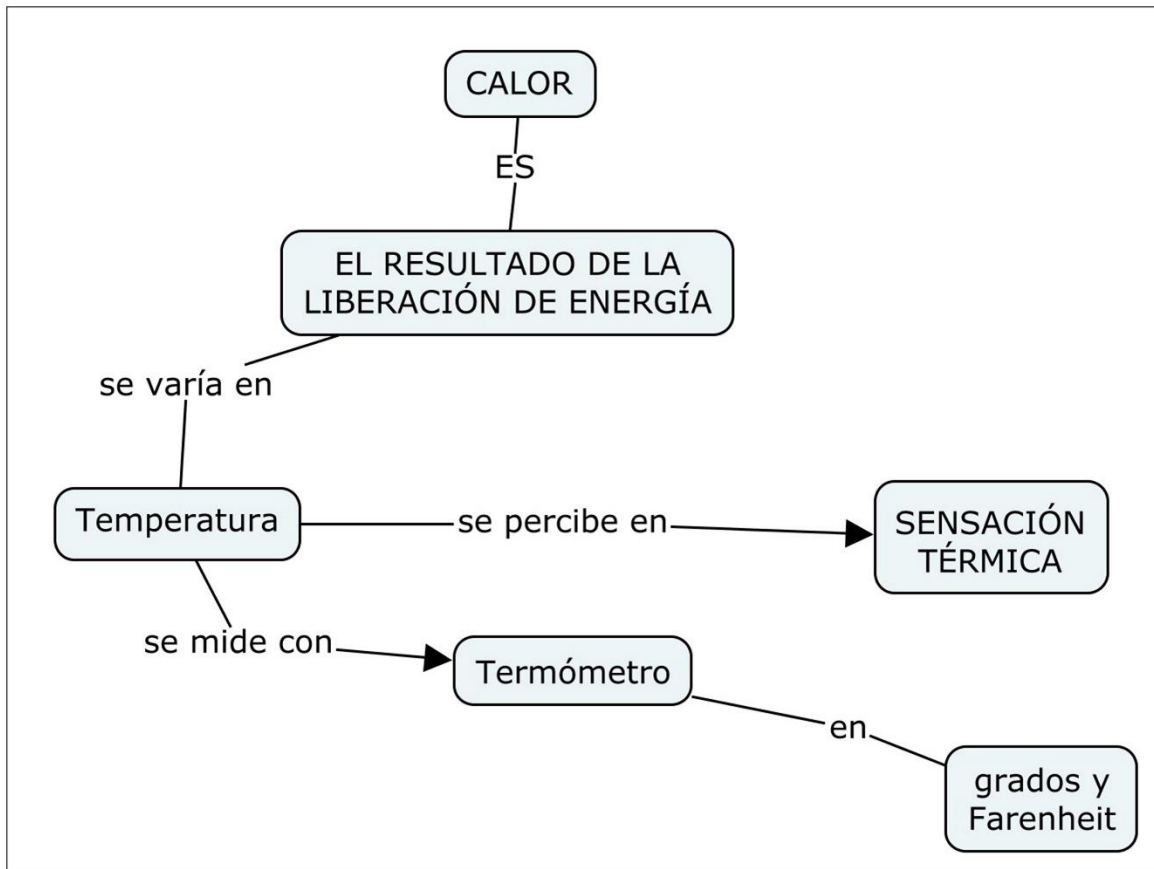 CALOR
ES
EL RESULTADO DE LA
LIBERACIÓN DE ENERGÍA
se varía en
Temperatura
se percibe en
SENSACIÓN
TÉRMICA
se mide con
Termómetro
en
grados y
Farenheit